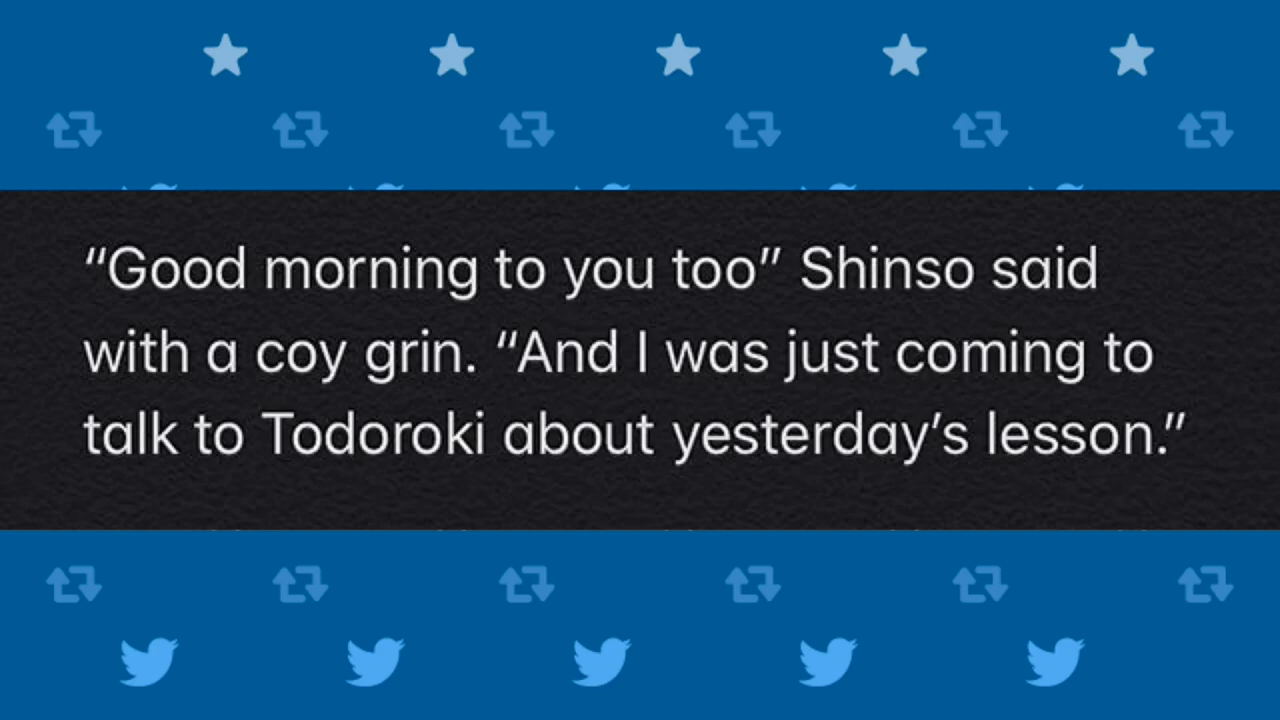 “Good morning to you too” Shinso said
with a coy grin. “And I was just coming to
talk to Todoroki about yesterday’s lesson.”